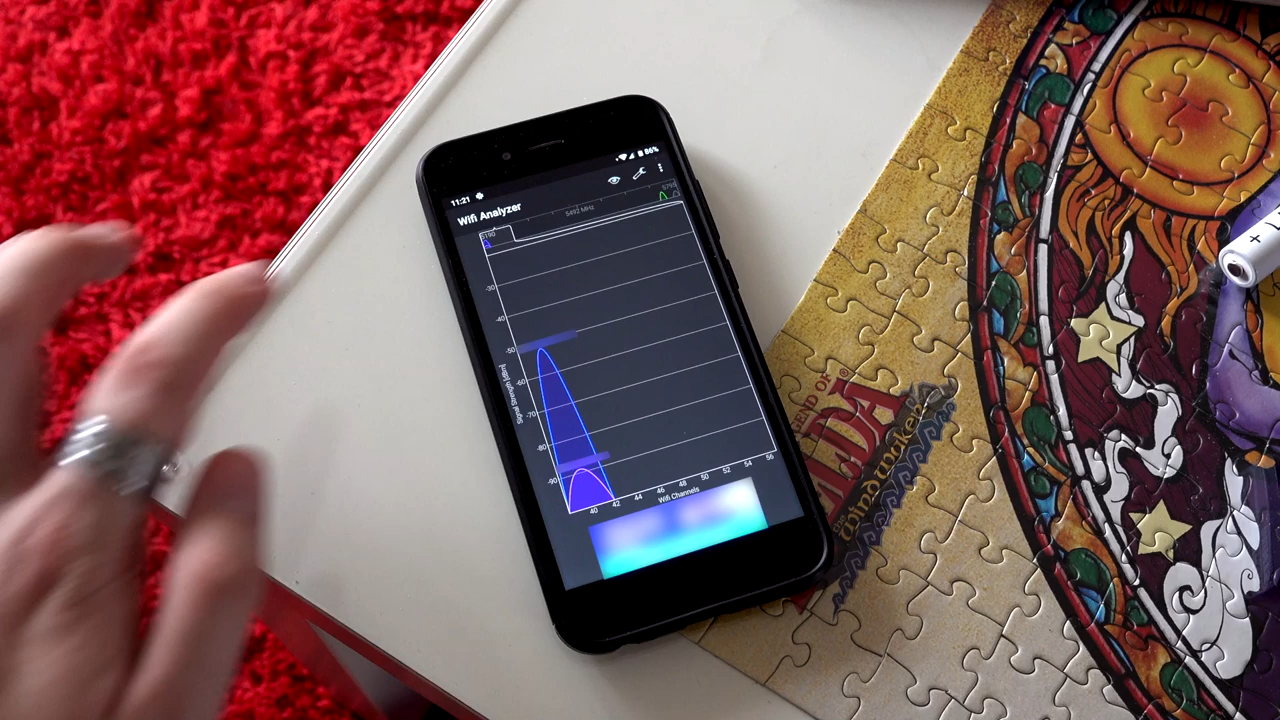 11:21
86%
Wifi Analyzer
5190
5492 MHz
-30
-40
-50
-60
-70
-80
-90
Signal Strength [dBm]
40 42 44 46 48 50 52 54 56
Wifi Channels
LEGEND OF
ZELDA®
The Wind Waker
+